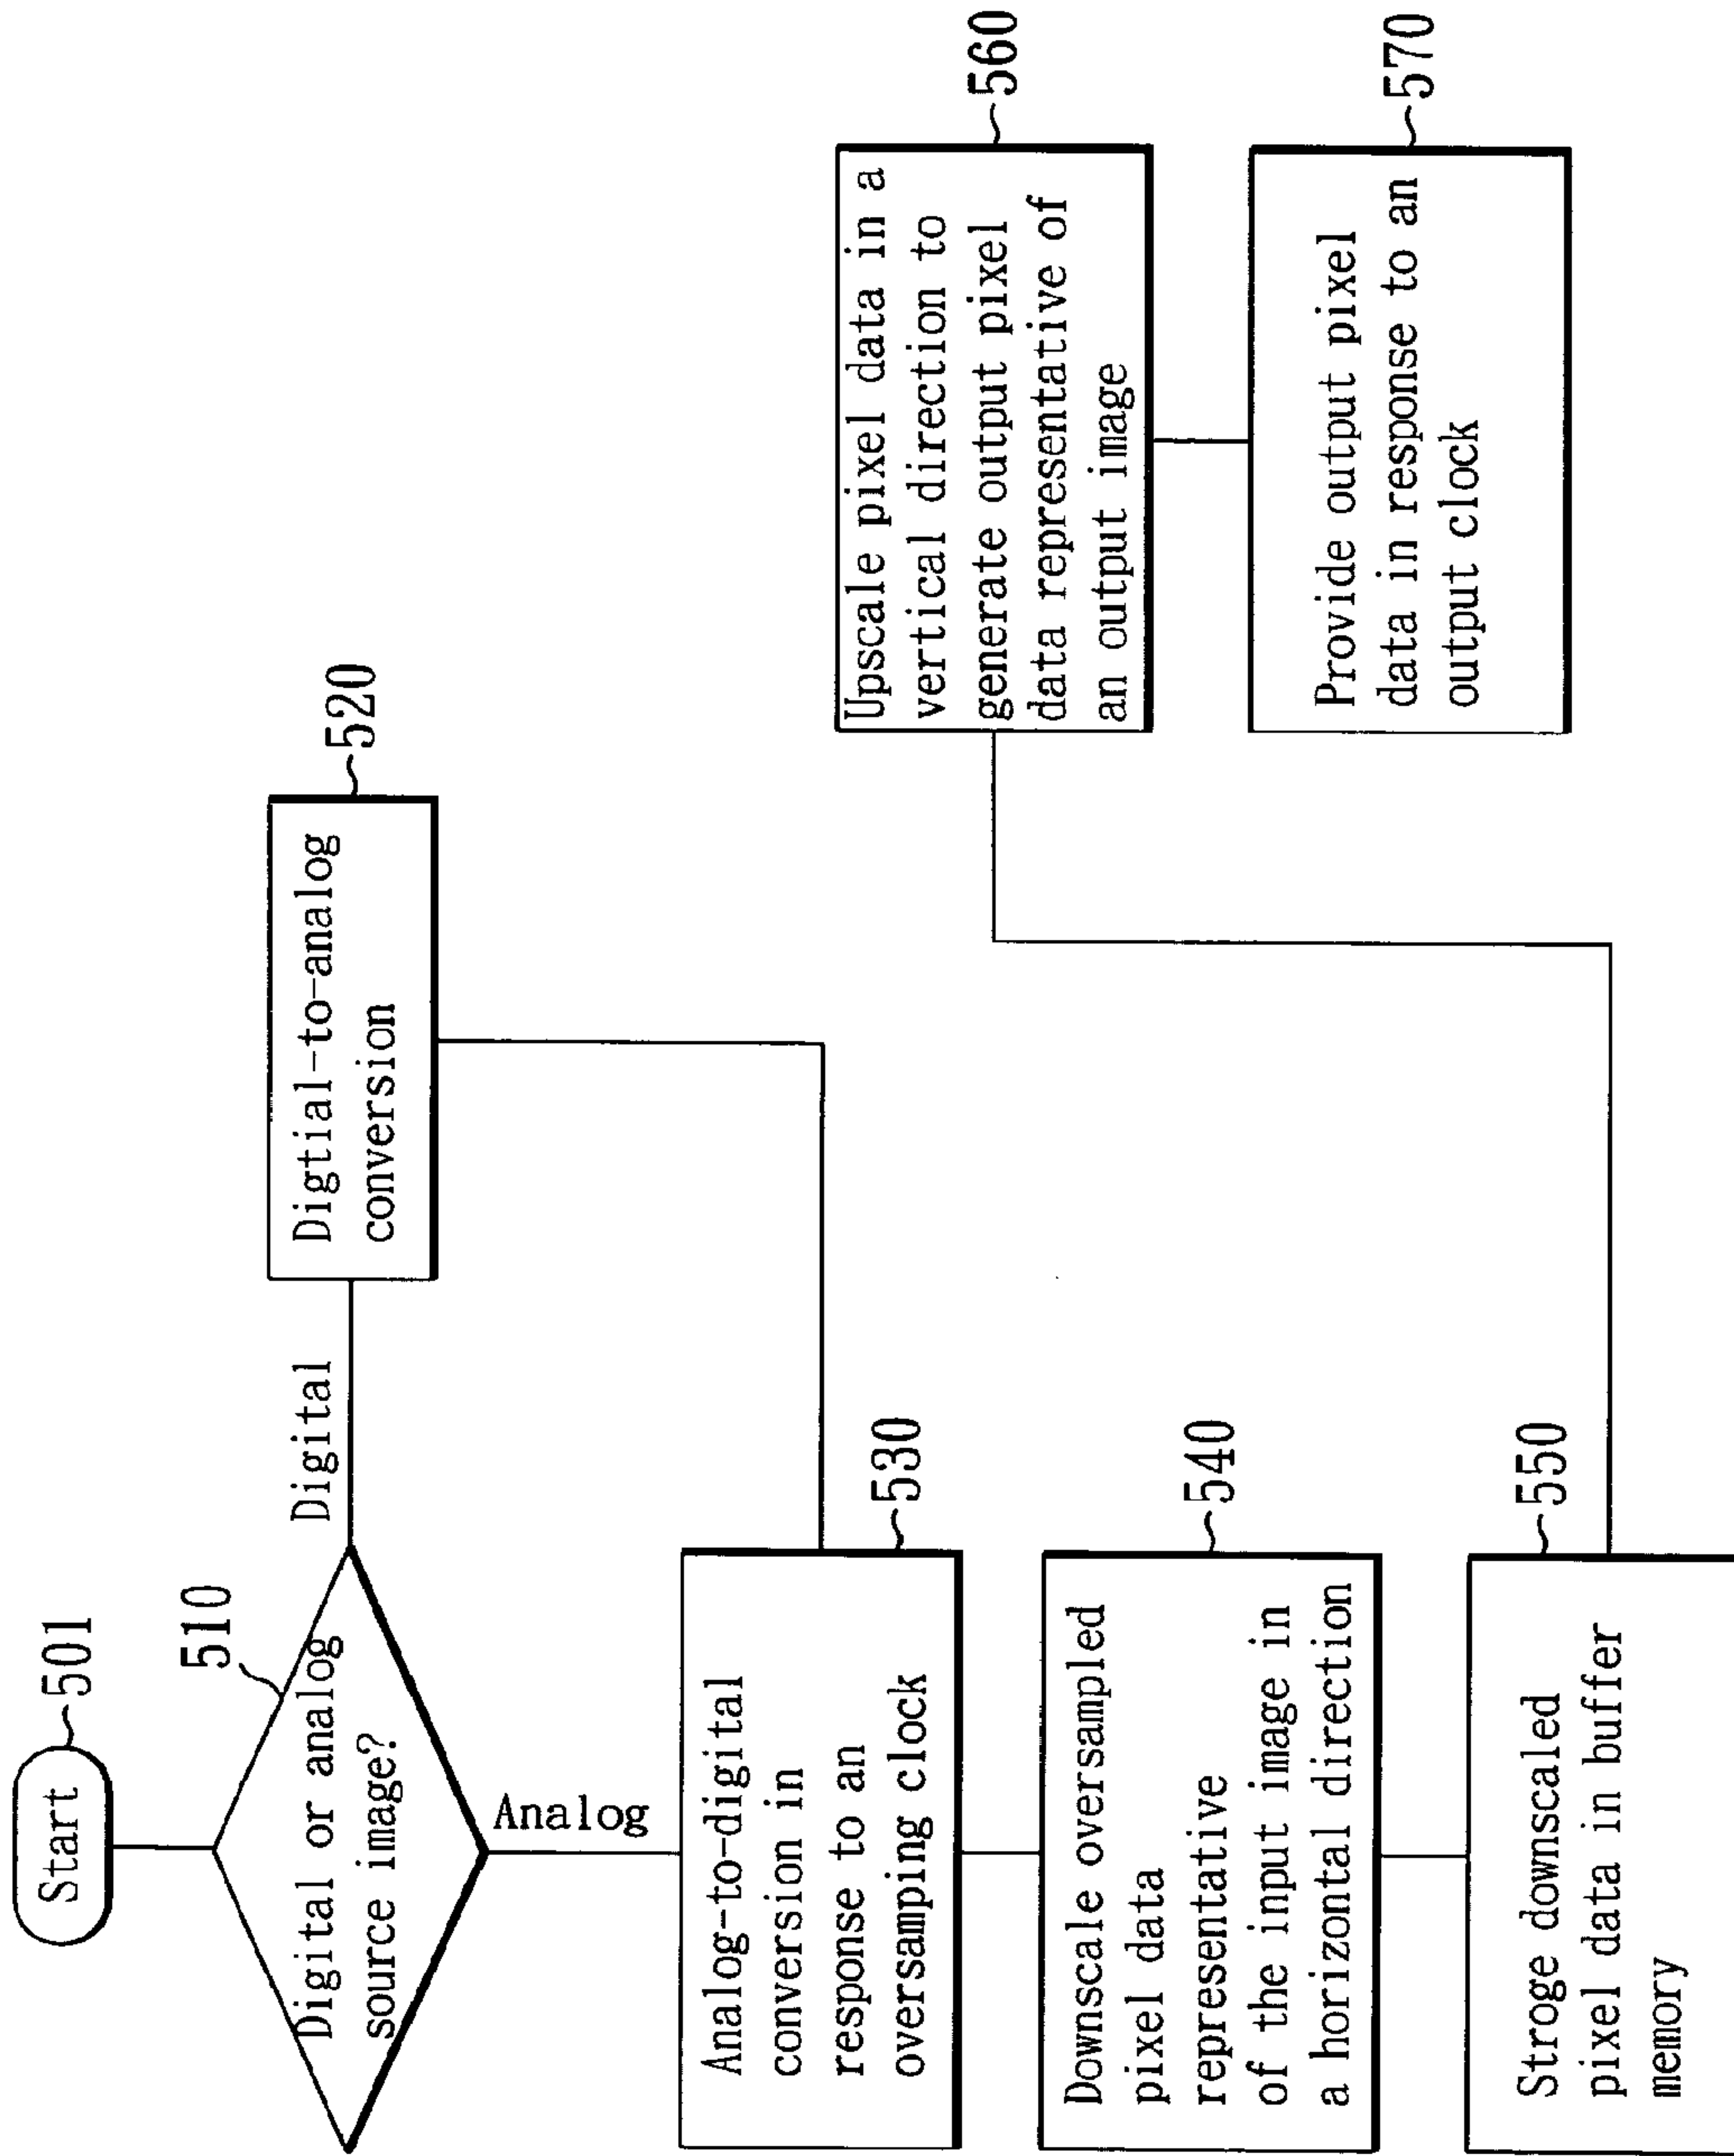 Start
501
510
Digital or analog
source image?
Digital
Digtial-to-analog
conversion
520
Analog
Analog-to-digital
conversion in
response to an
oversamping clock
530
Downscale oversampled
pixel data
representative
of the input image in
a horizontal direction
540
Stroge downscaled
pixel data in buffer
memory
550
Upscale pixel data in a
vertical direction to
generate output pixel
data representative of
an output image
560
Provide output pixel
data in response to an
output clock
570